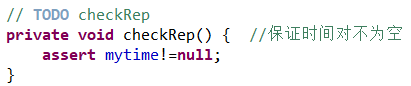 // TODO checkRep
private void checkRep() {  //保证时间对不为空
    assert mytime!=null;
}